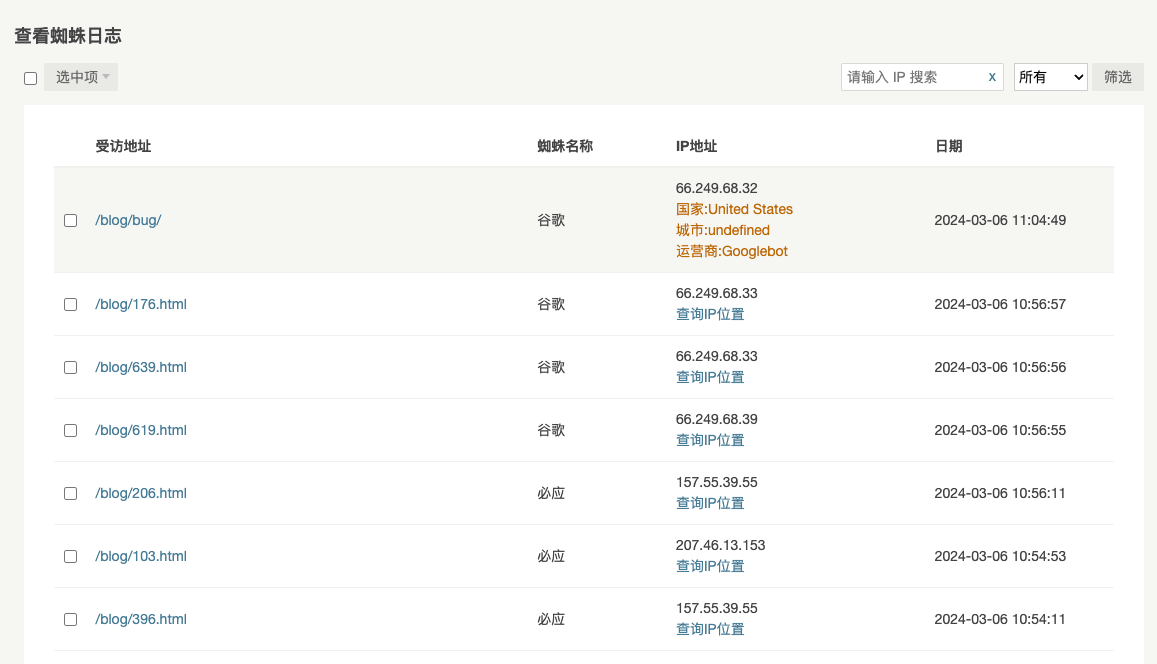 查看蜘蛛日志
选中项
请输入 IP 搜索 x 所有 筛选
受访地址 蜘蛛名称 IP地址 日期
/blog/bug/ 谷歌 66.249.68.32
国家:United States
城市:undefined
运营商:Googlebot
2024-03-06 11:04:49
/blog/176.html 谷歌 66.249.68.33
查询IP位置
2024-03-06 10:56:57
/blog/639.html 谷歌 66.249.68.33
查询IP位置
2024-03-06 10:56:56
/blog/619.html 谷歌 66.249.68.39
查询IP位置
2024-03-06 10:56:55
/blog/206.html 必应 157.55.39.55
查询IP位置
2024-03-06 10:56:11
/blog/103.html 必应 207.46.13.153
查询IP位置
2024-03-06 10:54:53
/blog/396.html 必应 157.55.39.55
查询IP位置
2024-03-06 10:54:11